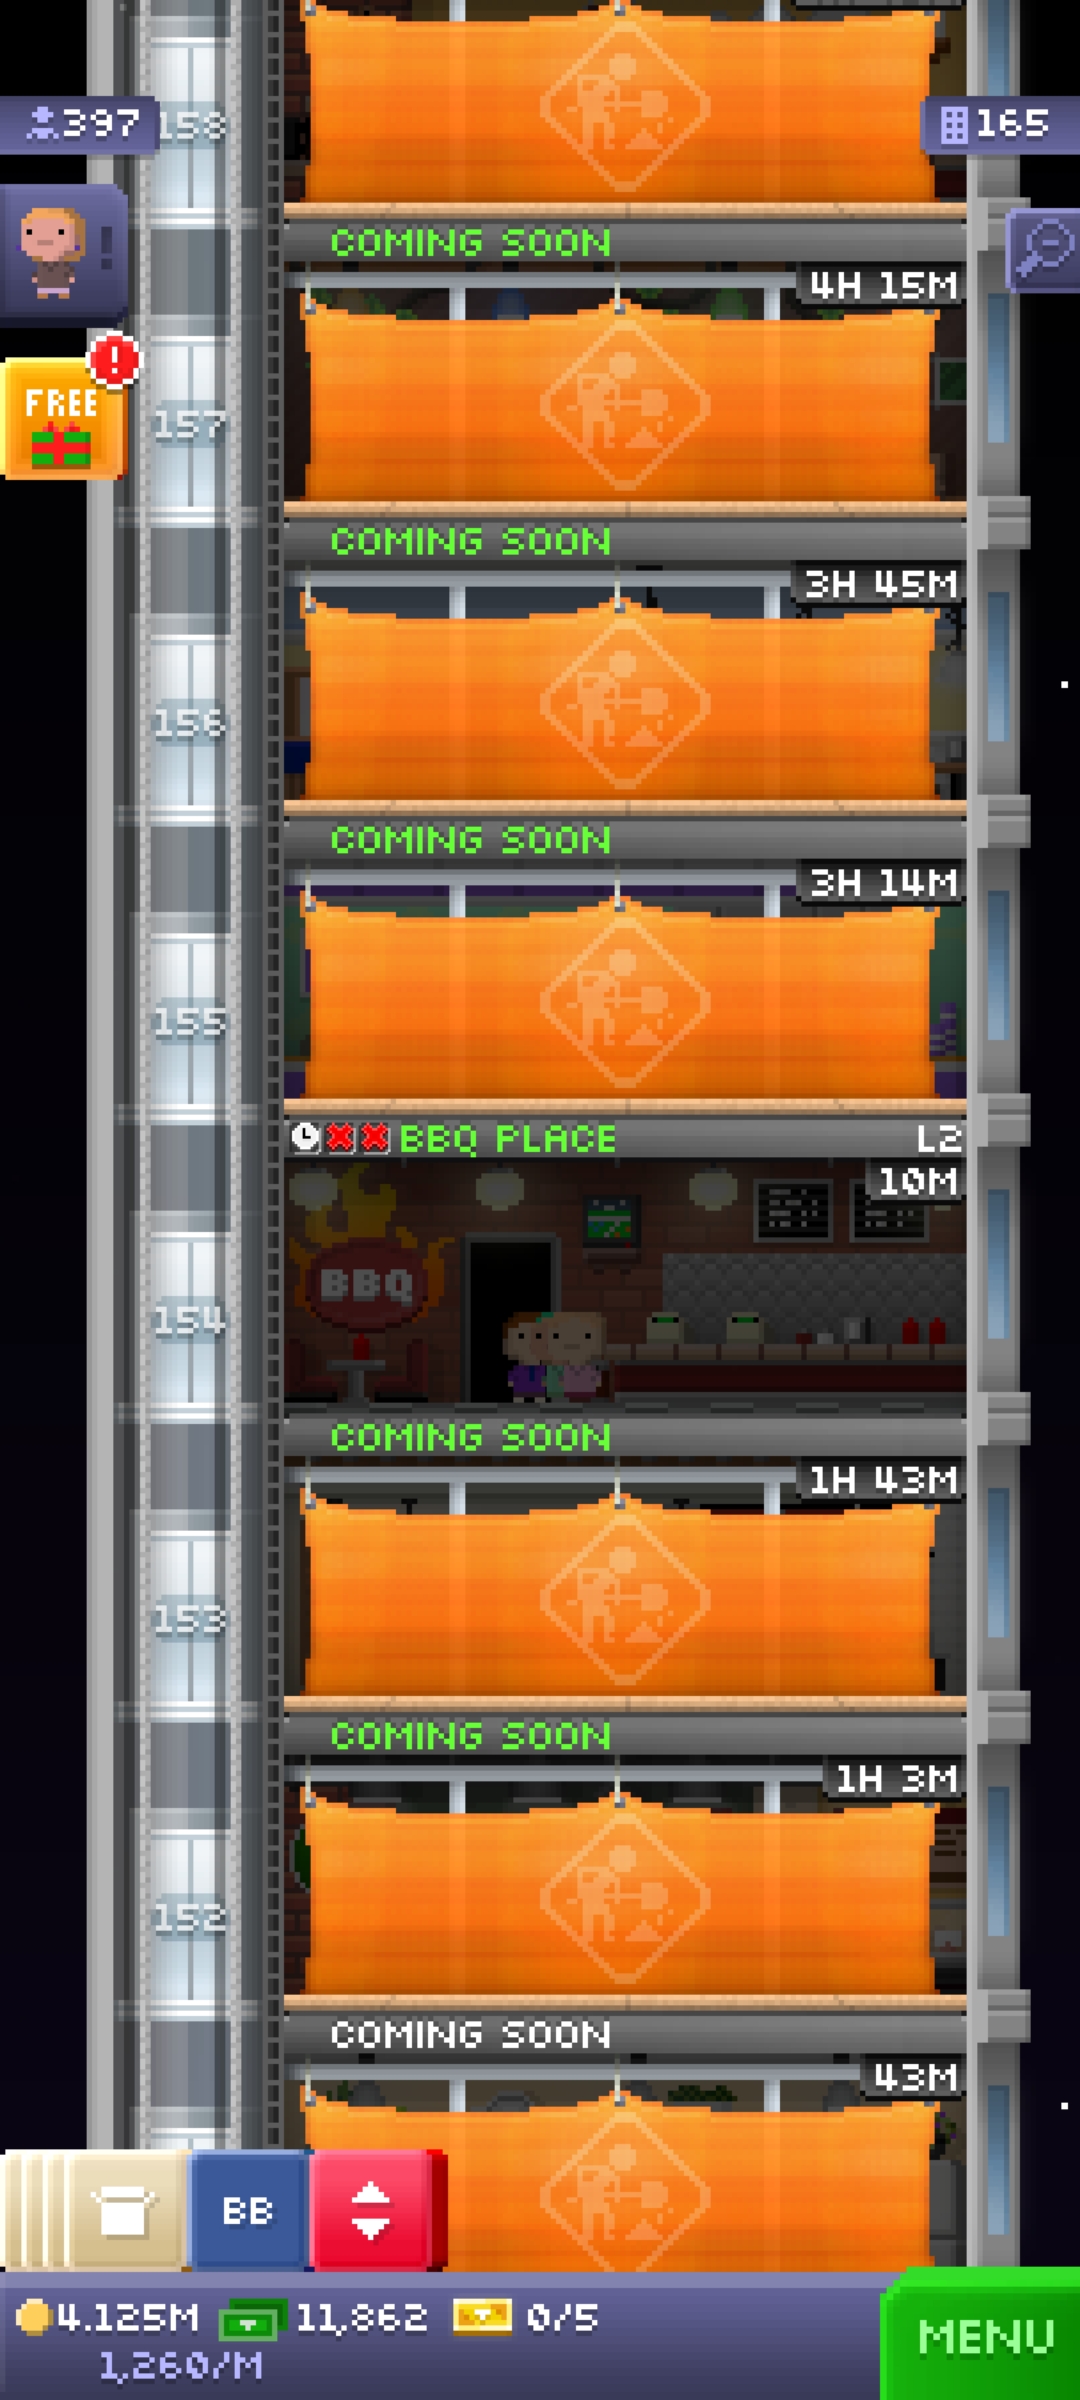 397
158
165
COMING SOON
4H 15M
!
FREE
157
COMING SOON
3H 45M
156
COMING SOON
3H 14M
155
BBQ PLACE
L2
10M
BBQ
154
COMING SOON
1H 43M
153
COMING SOON
1H 3M
152
COMING SOON
43M
BB
4.125M
11,862
0/5
1,260/M
MENU